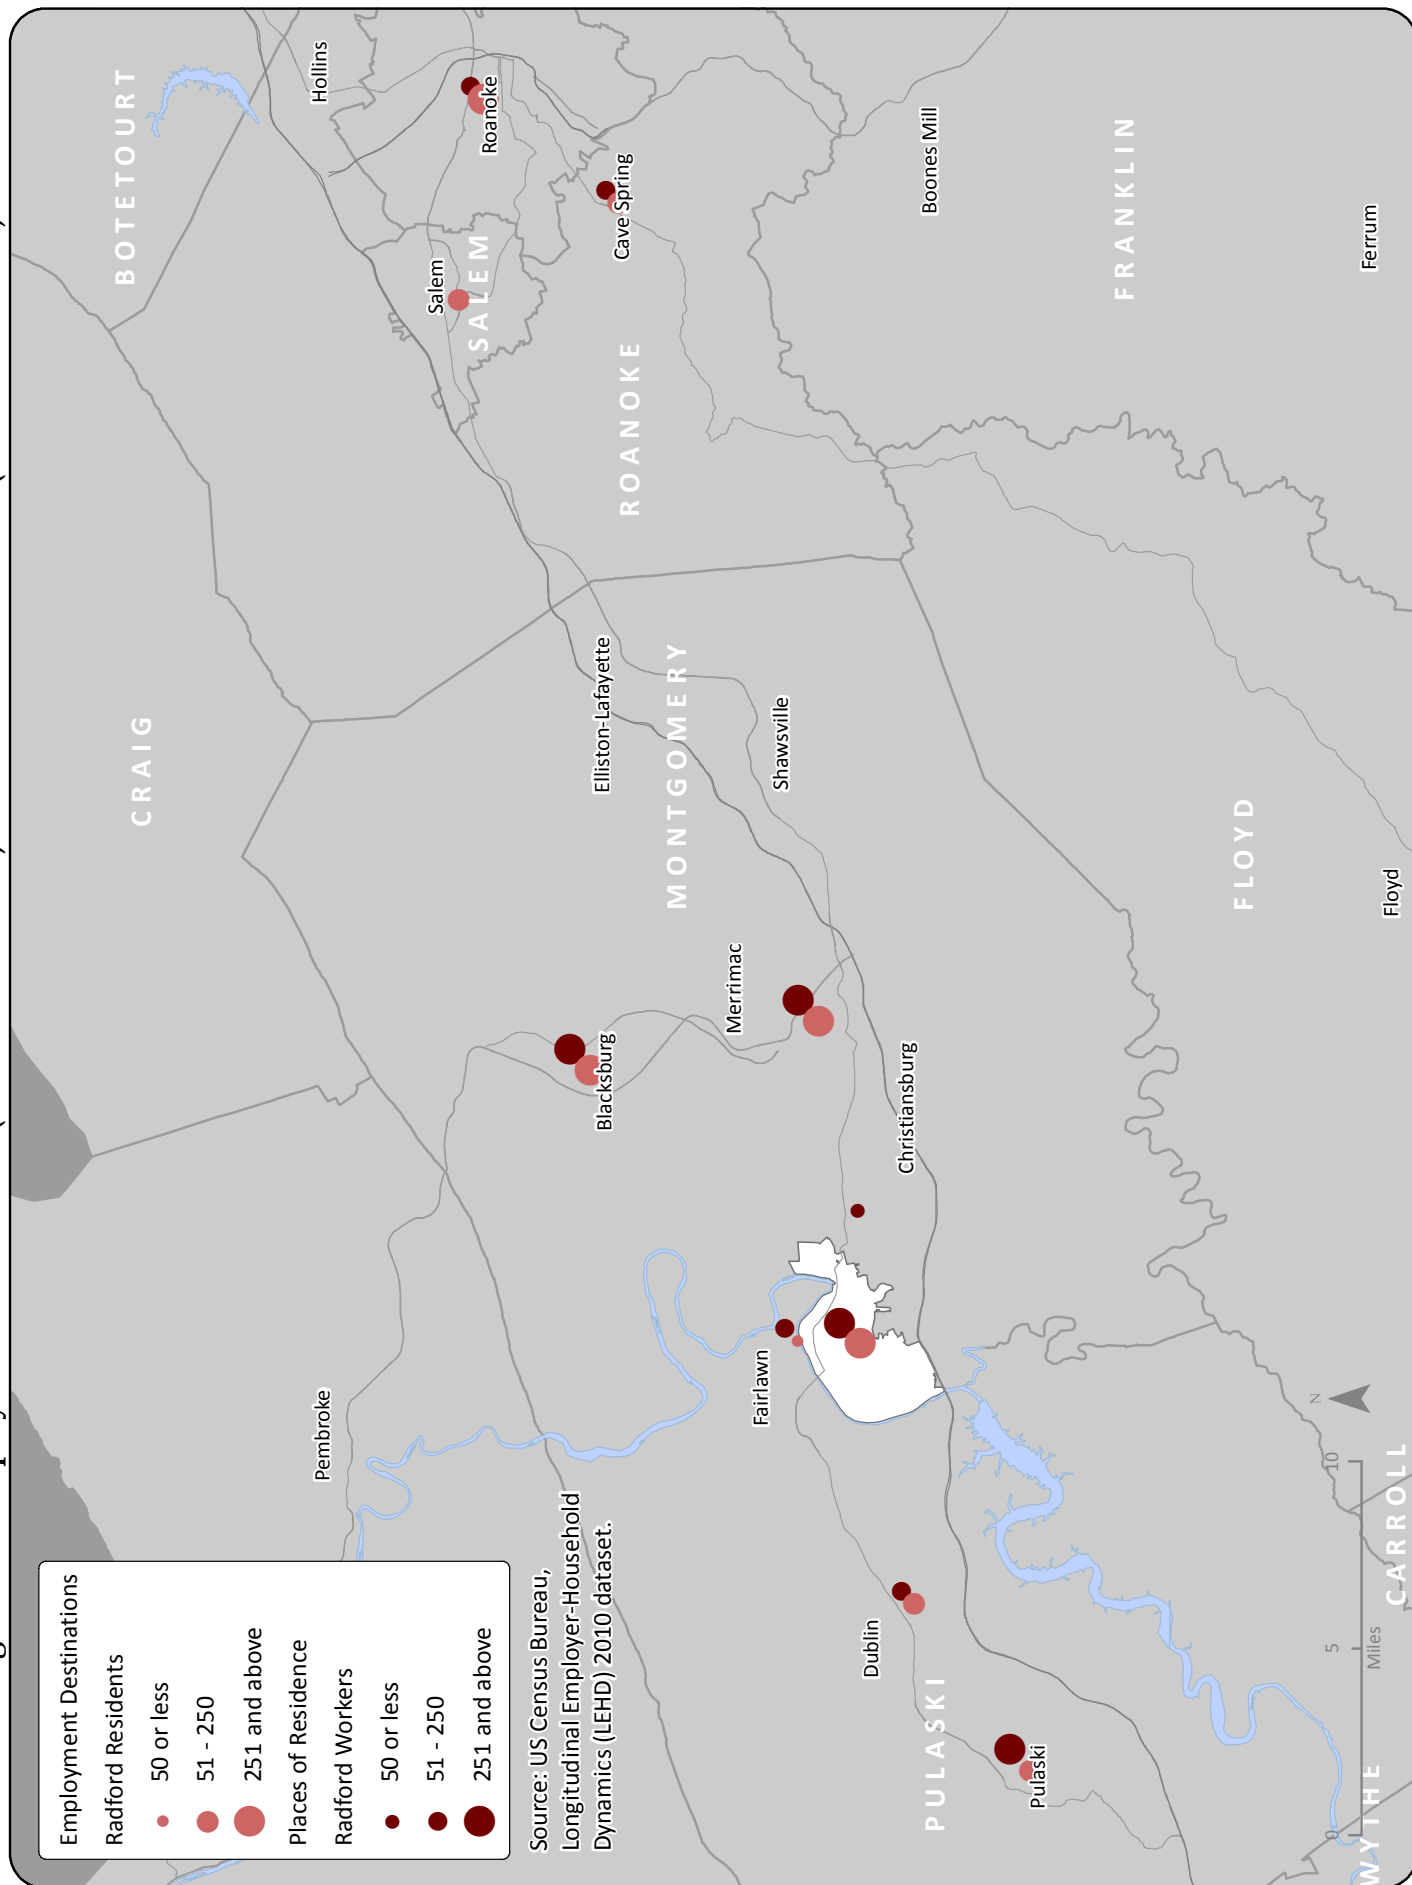 Employment Destinations
Radford Residents
50 or less
51 - 250
251 and above
Places of Residence
Radford Workers
50 or less
51 - 250
251 and above
Source: US Census Bureau,
Longitudinal Employer-Household
Dynamics (LEHD) 2010 dataset.
CRAIG
BOTETOURT
Hollins
Pembroke
Salem
SALEM
Roanoke
Blacksburg
Elliston-Lafayette
ROANOKE
Cave Spring
MONTGOMERY
Merrimac
Fairlawn
Shawsville
Dublin
Christiansburg
PULASKI
Boones Mill
Pulaski
FRANKLIN
FLOYD
N
0
5
10
Miles
WYTHE
CARROLL
Floyd
Ferrum